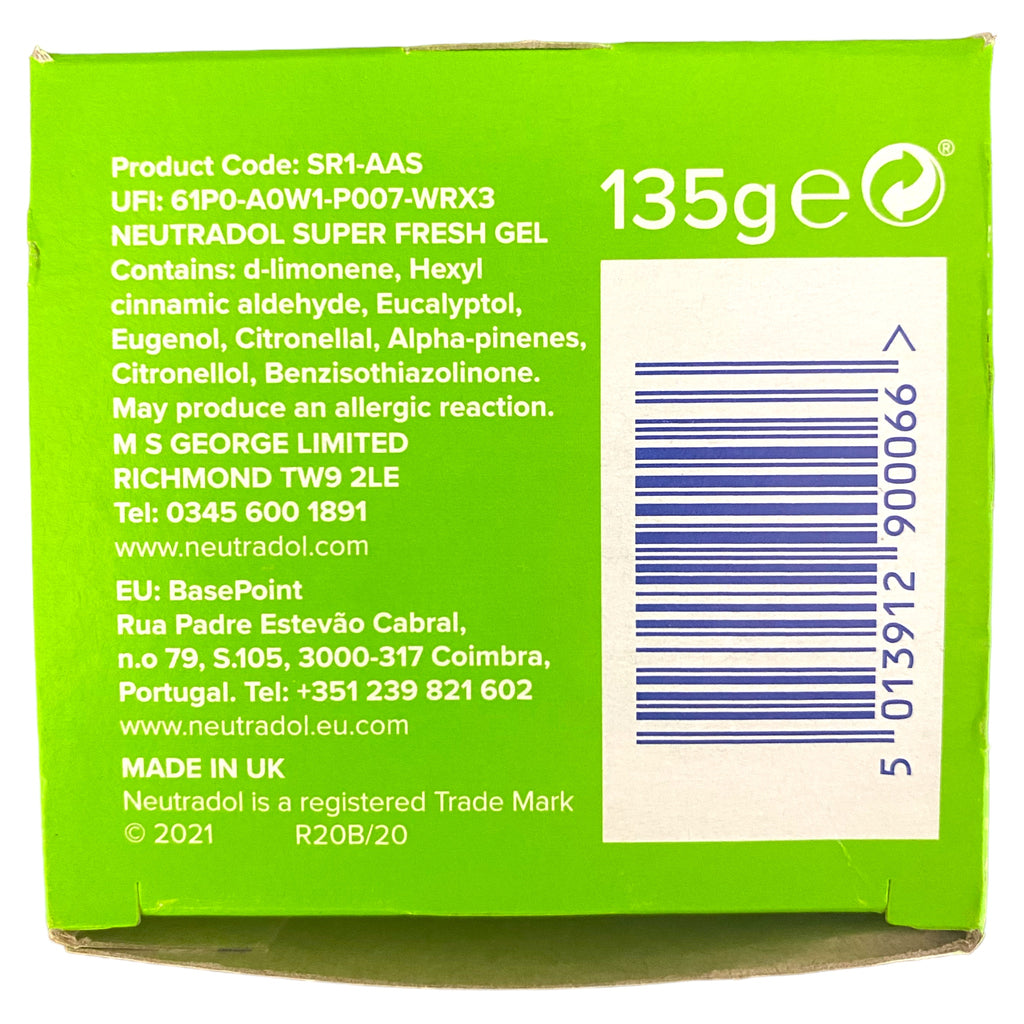 Product Code: SR1-AAS
UFI: 61P0-A0W1-P007-WRX3
NEUTRADOL SUPER FRESH GEL
Contains: d-limonene, Hexyl
cinnamic aldehyde, Eucalyptol,
Eugenol, Citronellal, Alpha-pinenes,
Citronellol, Benzisothiazolinone.
May produce an allergic reaction.
M S GEORGE LIMITED
RICHMOND TW9 2LE
Tel: 0345 600 1891
www.neutradol.com
EU: BasePoint
Rua Padre Estevão Cabral,
n.o 79, S.105, 3000-317 Coimbra,
Portugal. Tel: +351 239 821 602
www.neutradol.eu.com
MADE IN UK
Neutradol is a registered Trade Mark
© 2021 R20B/20
135g℮ ®
5 013912 900066 >